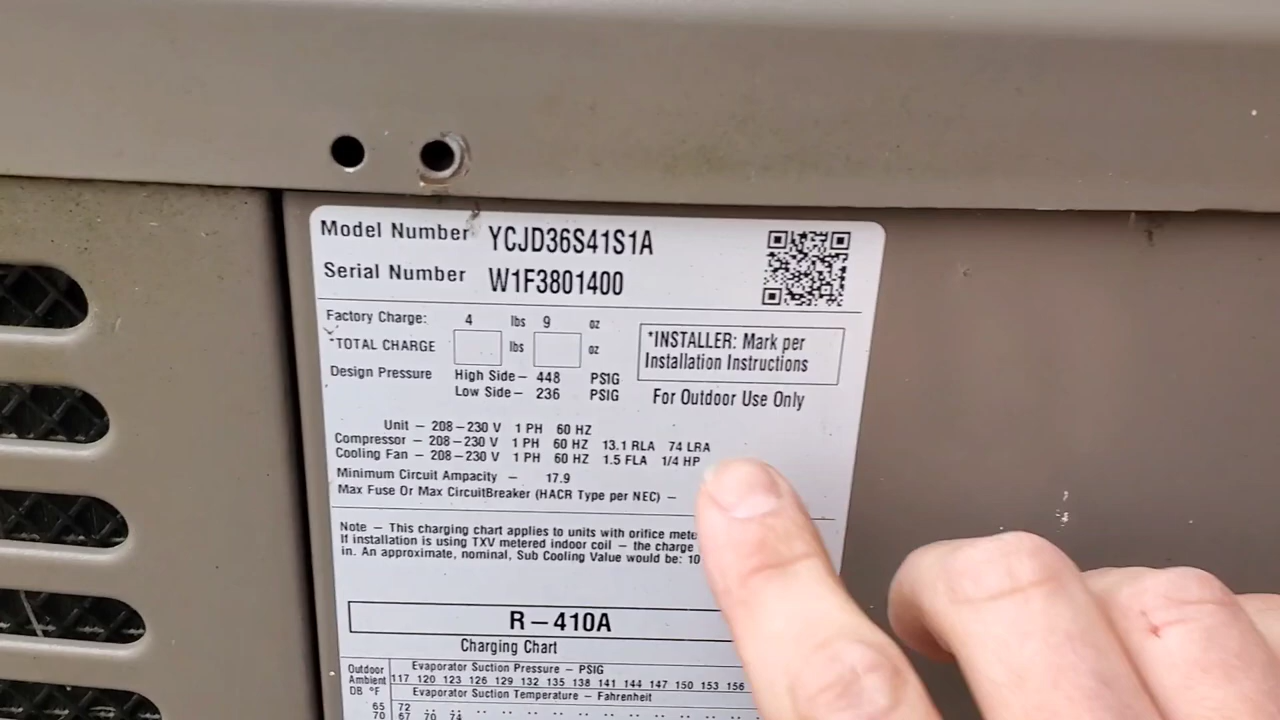 Model Number YCJD36S41S1A
Serial Number W1F3801400
Factory Charge: 4 lbs 9 oz
*TOTAL CHARGE lbs oz
*INSTALLER: Mark per
Installation Instructions
Design Pressure High Side – 448 PSIG
Low Side – 236 PSIG
For Outdoor Use Only
Unit – 208–230 V 1 PH 60 HZ
Compressor – 208–230 V 1 PH 60 HZ 13.1 RLA 74 LRA
Cooling Fan – 208–230 V 1 PH 60 HZ 1.5 FLA 1/4 HP
Minimum Circuit Ampacity – 17.9
Max Fuse Or Max CircuitBreaker (HACR Type per NEC) –
Note – This charging chart applies to units with orifice mete
If installation is using TXV metered indoor coil – the charge
in. An approximate, nominal, Sub Cooling Value would be: 10
R–410A
Charging Chart
Outdoor Ambient DB °F
Evaporator Suction Pressure – PSIG
117 120 123 126 129 132 135 138 141 144 147 150 153 156
Evaporator Suction Temperature – Fahrenheit
65 72 .. .. .. .. .. .. .. .. .. .. ..
70 67 70 74